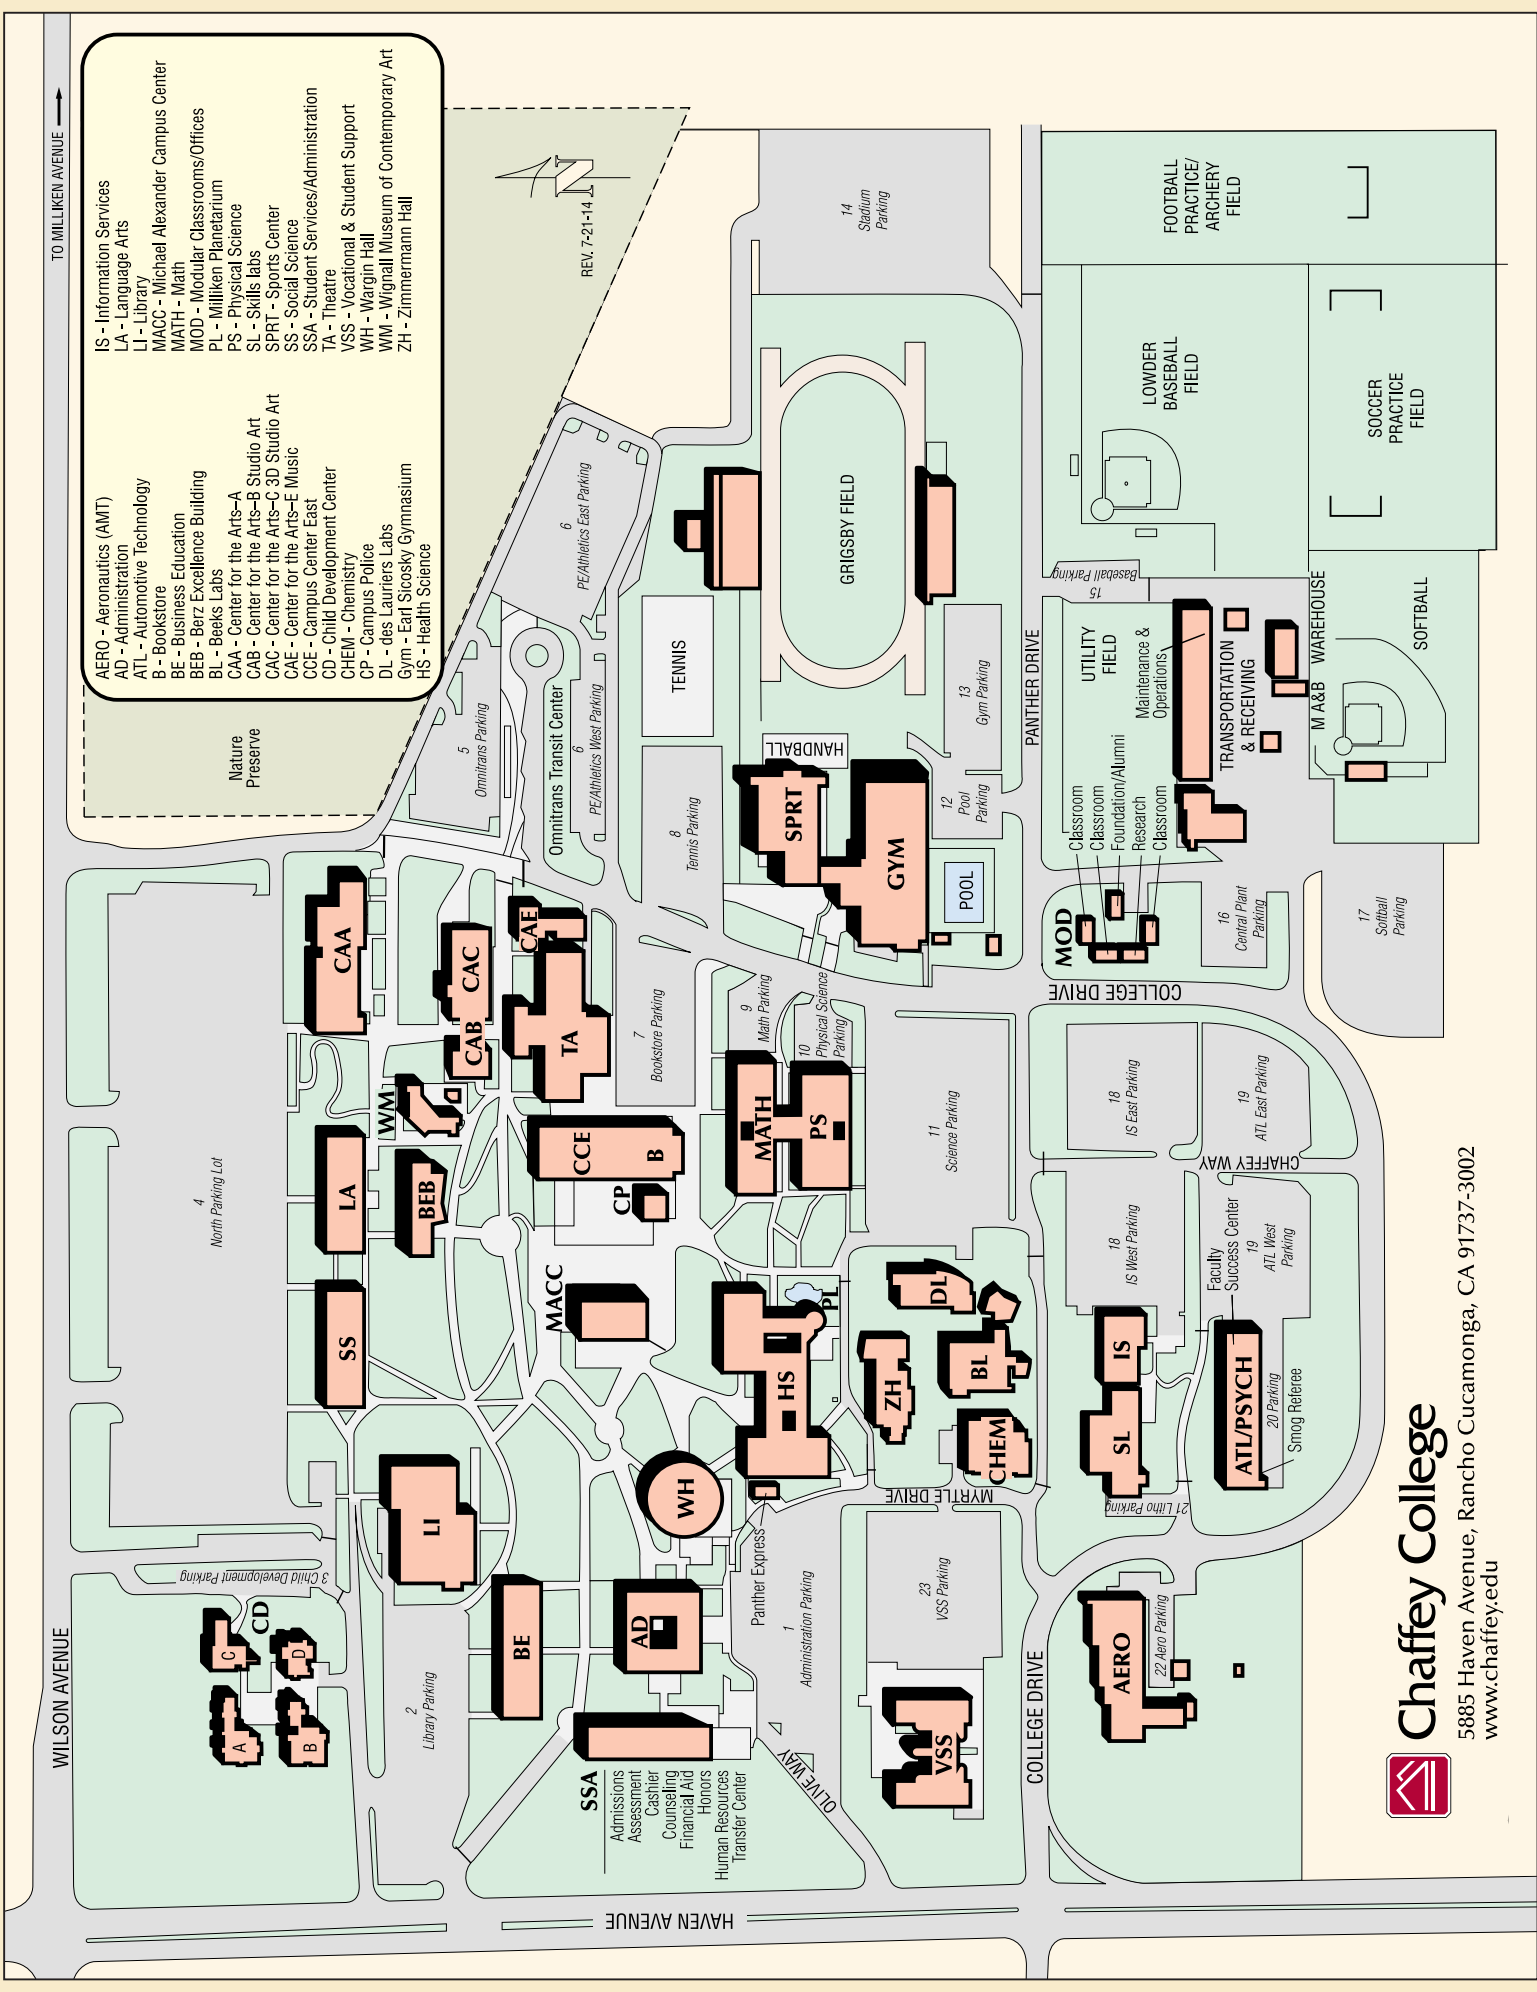 TO MILLIKEN AVENUE
AERO - Aeronautics (AMT)
AD - Administration
ATL - Automotive Technology
B - Bookstore
BE - Business Education
BEB - Berz Excellence Building
BL - Beeks Labs
CAA - Center for the Arts–A
CAB - Center for the Arts–B Studio Art
CAC - Center for the Arts–C 3D Studio Art
CAE - Center for the Arts–E Music
CCE - Campus Center East
CD - Child Development Center
CHEM - Chemistry
CP - Campus Police
DL - des Lauriers Labs
Gym - Earl Sicosky Gymnasium
HS - Health Science
IS - Information Services
LA - Language Arts
LI - Library
MACC - Michael Alexander Campus Center
MATH - Math
MOD - Modular Classrooms/Offices
PL - Milliken Planetarium
PS - Physical Science
SL - Skills labs
SPRT - Sports Center
SS - Social Science
SSA - Student Services/Administration
TA - Theatre
VSS - Vocational & Student Support
WH - Wargin Hall
WM - Wignall Museum of Contemporary Art
ZH - Zimmermann Hall
N
REV. 7-21-14
WILSON AVENUE
Nature
Preserve
4
North Parking Lot
3 Child Development Parking
CD
A
B
C
D
2
Library Parking
LI
SS
LA
BEB
WM
CAA
CAB
CAC
CAE
TA
5
Omnitrans Parking
Omnitrans Transit Center
6
PE/Athletics West Parking
6
PE/Athletics East Parking
BE
AD
SSA
Admissions
Assessment
Cashier
Counseling
Financial Aid
Honors
Human Resources
Transfer Center
HAVEN AVENUE
OLIVE WAY
WH
MACC
CCE
B
CP
7
Bookstore Parking
8
Tennis Parking
TENNIS
HANDBALL
SPRT
GYM
POOL
12
Pool
Parking
13
Gym Parking
GRIGSBY FIELD
14
Stadium
Parking
Panther Express
1
Administration Parking
HS
PL
MATH
PS
9
Math Parking
10
Physical Science
Parking
11
Science Parking
ZH
DL
BL
CHEM
MYRTLE DRIVE
23
VSS Parking
VSS
COLLEGE DRIVE
PANTHER DRIVE
COLLEGE DRIVE
MOD
Classroom
Classroom
Foundation/Alumni
Research
Classroom
15
Baseball Parking
UTILITY
FIELD
Maintenance &
Operations
TRANSPORTATION
& RECEIVING
M A&B
WAREHOUSE
SOFTBALL
LOWDER
BASEBALL
FIELD
FOOTBALL
PRACTICE/
ARCHERY
FIELD
SOCCER
PRACTICE
FIELD
16
Central Plant
Parking
17
Softball
Parking
18
IS East Parking
19
ATL East Parking
CHAFFEY WAY
18
IS West Parking
Faculty
Success Center
19
ATL West
Parking
IS
SL
ATL/PSYCH
20 Parking
Smog Referee
21 Litho Parking
AERO
22 Aero Parking
Chaffey College
5885 Haven Avenue, Rancho Cucamonga, CA 91737-3002
www.chaffey.edu